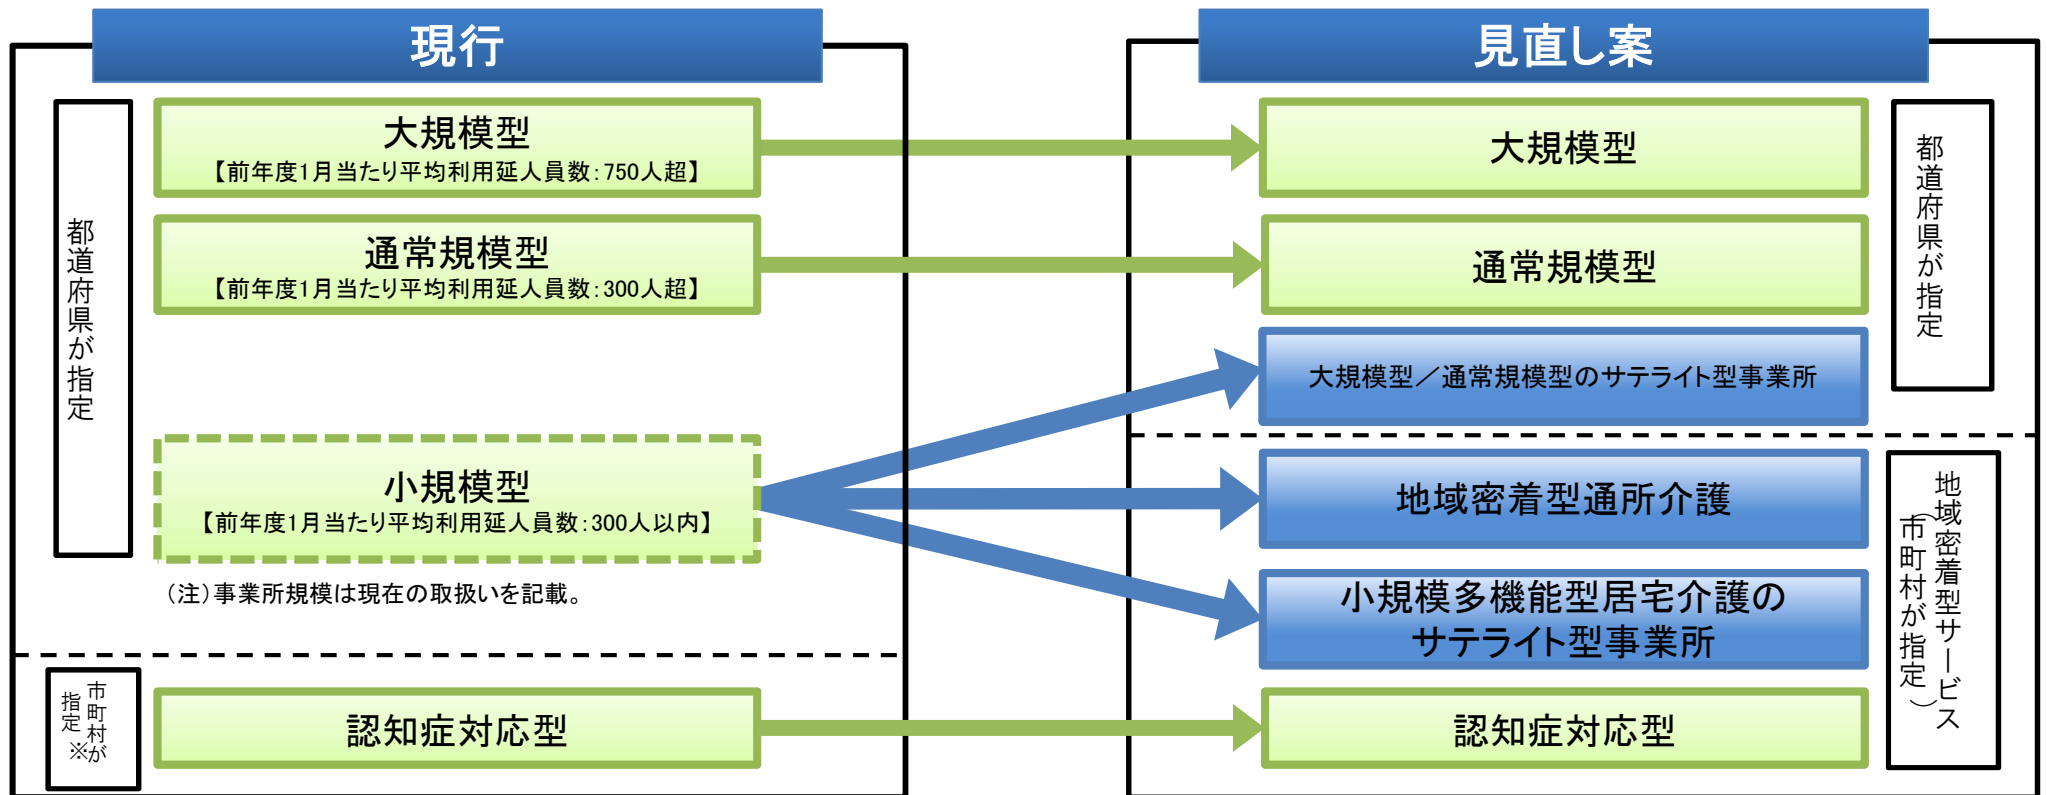 現行
都道府県が指定
大規模型
【前年度1月当たり平均利用延人員数:750人超】
通常規模型
【前年度1月当たり平均利用延人員数:300人超】
小規模型
【前年度1月当たり平均利用延人員数:300人以内】
(注)事業所規模は現在の取扱いを記載。
市町村が
指定※
認知症対応型
見直し案
大規模型
通常規模型
大規模型/通常規模型のサテライト型事業所
都道府県が指定
地域密着型通所介護
小規模多機能型居宅介護の
サテライト型事業所
認知症対応型
地域密着型サービス
(市町村が指定)